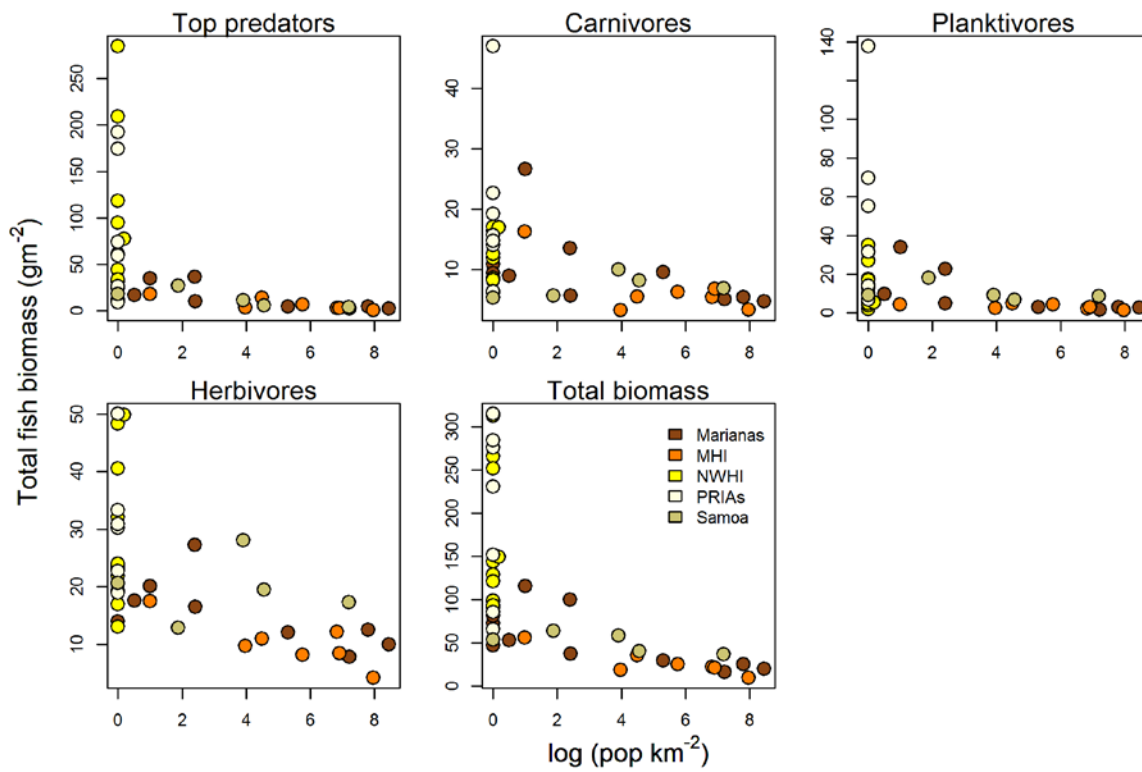 Top predators
Carnivores
Planktivores
Total fish biomass (gm-2)
250
200
150
100
50
0
0 2 4 6 8
40
30
20
10
0 2 4 6 8
140
120
100
80
60
40
20
0
0 2 4 6 8
Herbivores
Total biomass
50
40
30
20
10
0 2 4 6 8
300
250
200
150
100
50
0
0 2 4 6 8
Marianas
MHI
NWHI
PRIAs
Samoa
log (pop km-2)